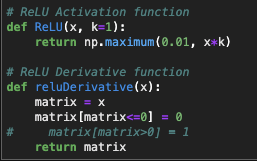 # ReLU Activation function
def ReLU(x, k=1):
    return np.maximum(0.01, x*k)

# ReLU Derivative function
def reluDerivative(x):
    matrix = x
    matrix[matrix<=0] = 0
#     matrix[matrix>0] = 1
    return matrix